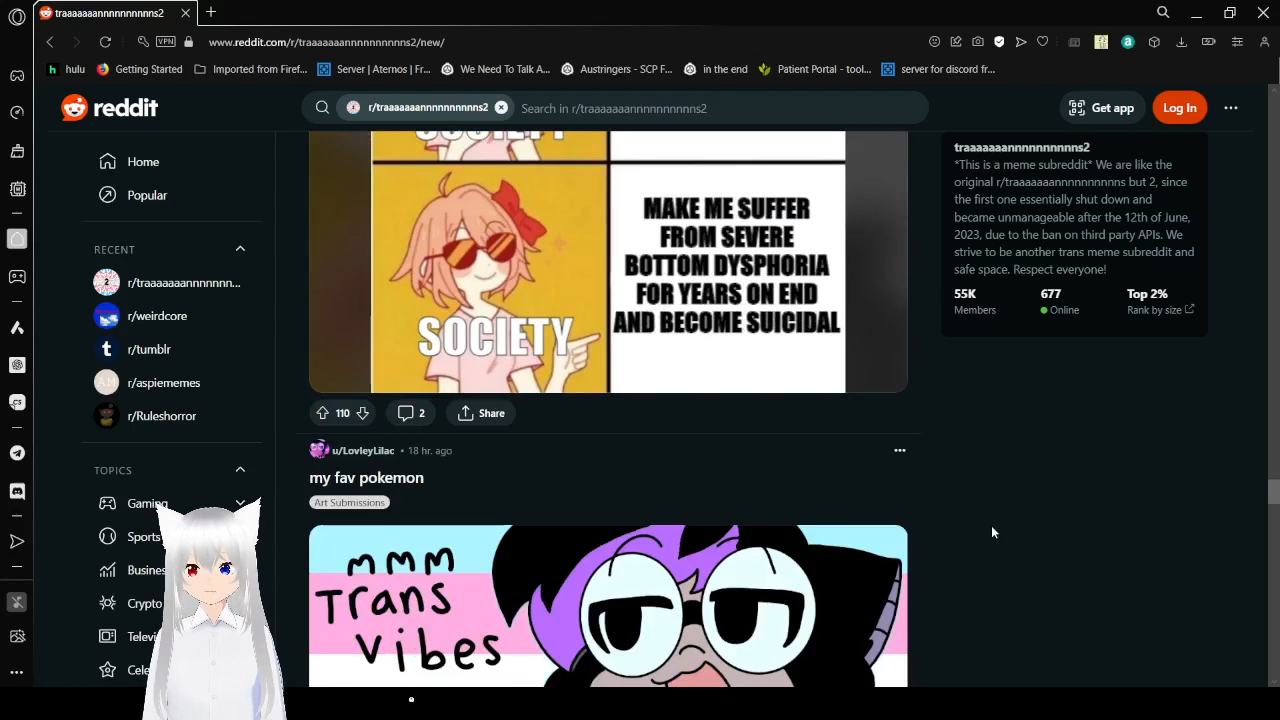 traaaaaaannnnnnnnnns2
VPN
www.reddit.com/r/traaaaaaannnnnnnnnns2/new/
hulu
Getting Started
Imported from Firef...
Server | Aternos | Fr...
We Need To Talk A...
Austringers - SCP F...
in the end
Patient Portal - tool...
server for discord fr...
reddit
r/traaaaaaannnnnnnnnns2
Search in r/traaaaaaannnnnnnnnns2
Get app
Log In
Home
Popular
RECENT
r/traaaaaaannnnnnn...
r/weirdcore
r/tumblr
r/aspiememes
r/Ruleshorror
TOPICS
Gaming
Sports
Busines
Crypto
Televi
Cele
SOCIETY
MAKE ME SUFFER
FROM SEVERE
BOTTOM DYSPHORIA
FOR YEARS ON END
AND BECOME SUICIDAL
SOCIETY
110
2
Share
u/LovleyLilac • 18 hr. ago
my fav pokemon
Art Submissions
mmm
Trans
vibes
traaaaaaannnnnnnnnns2
*This is a meme subreddit* We are like the
original r/traaaaaaannnnnnnnnns but 2, since
the first one essentially shut down and
became unmanageable after the 12th of June,
2023, due to the ban on third party APIs. We
strive to be another trans meme subreddit and
safe space. Respect everyone!
55K
Members
677
Online
Top 2%
Rank by size